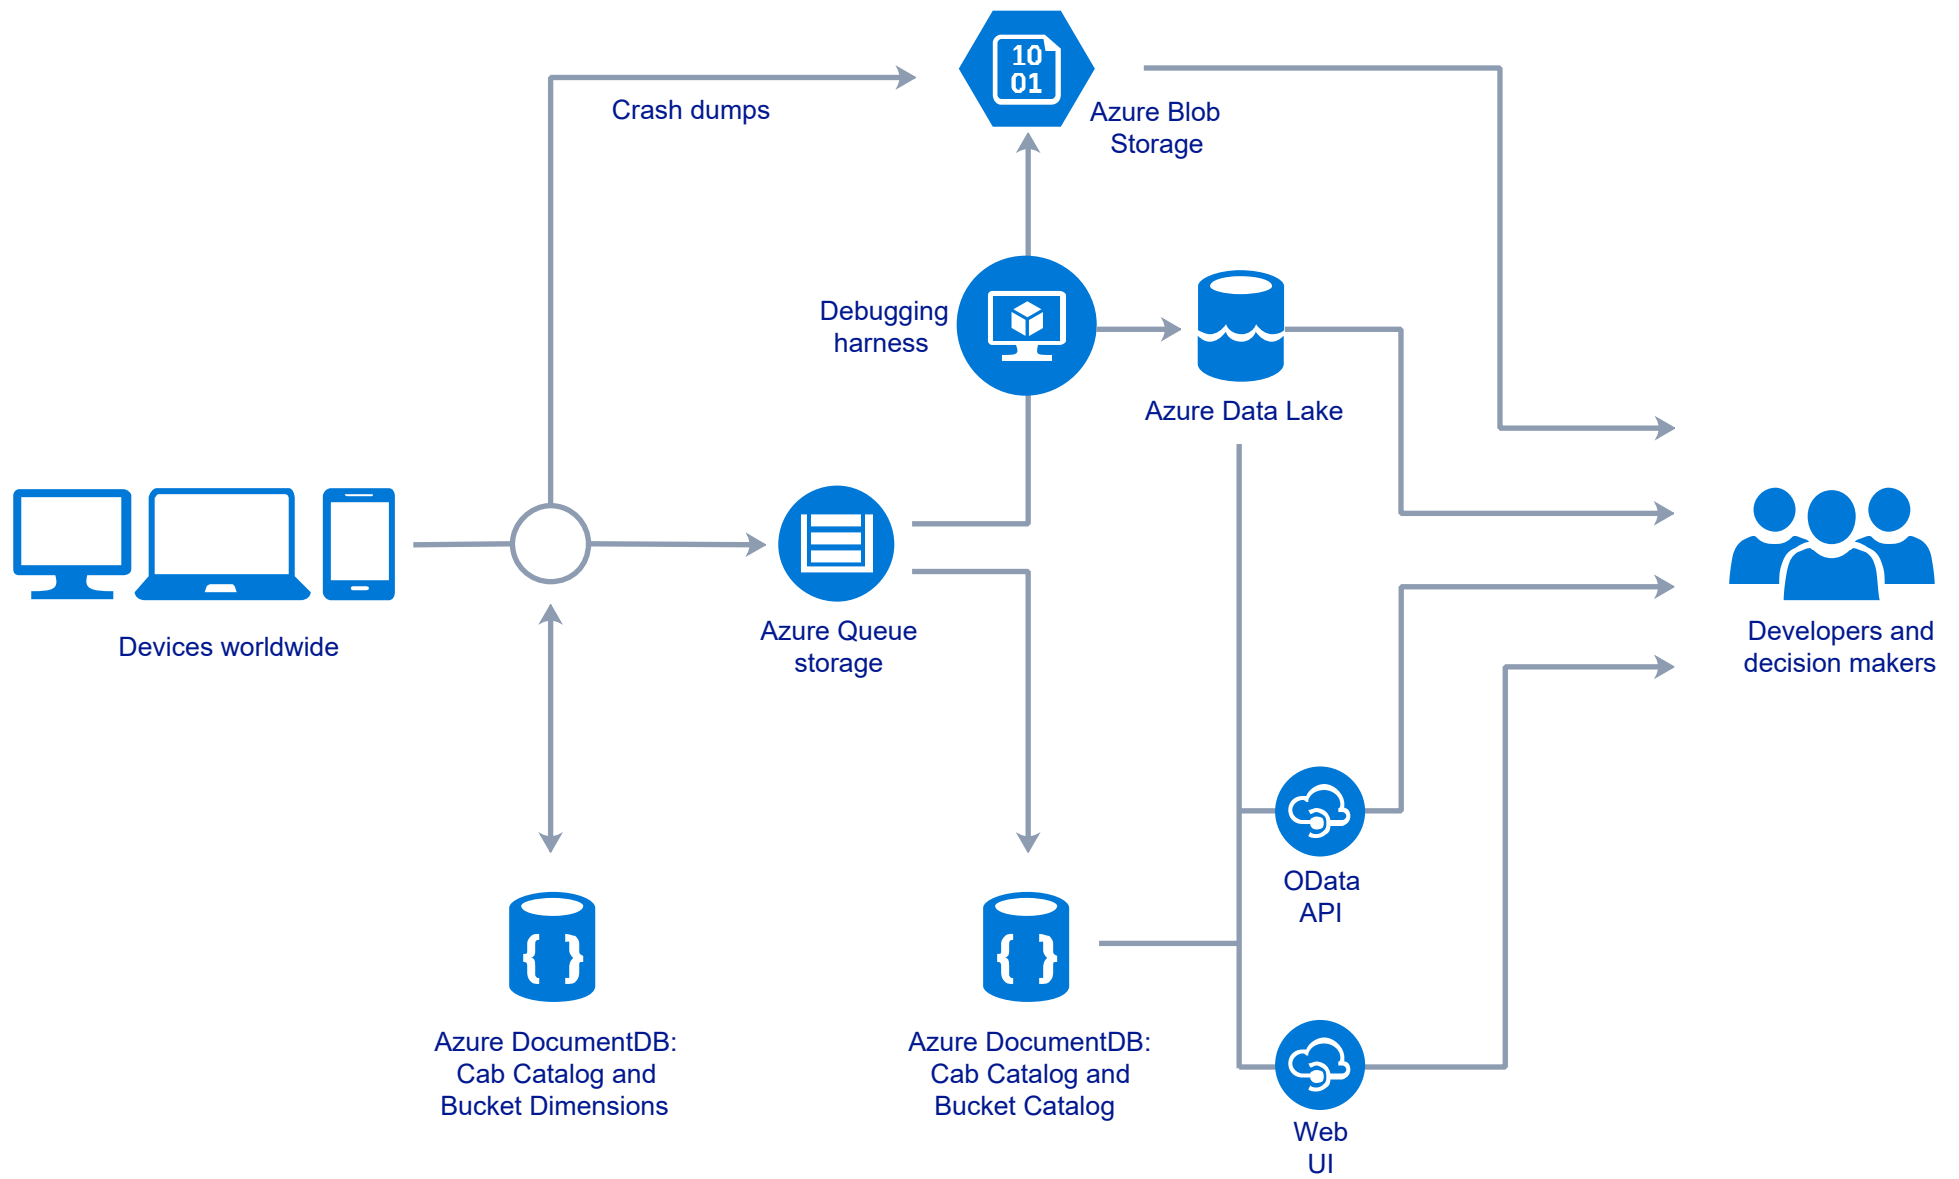 10
01
Crash dumps
Azure Blob
Storage
Debugging
harness
Azure Data Lake
Devices worldwide
Azure Queue
storage
Developers and
decision makers
OData
API
{ }
{ }
Azure DocumentDB:
Cab Catalog and
Bucket Dimensions
Azure DocumentDB:
Cab Catalog and
Bucket Catalog
Web
UI